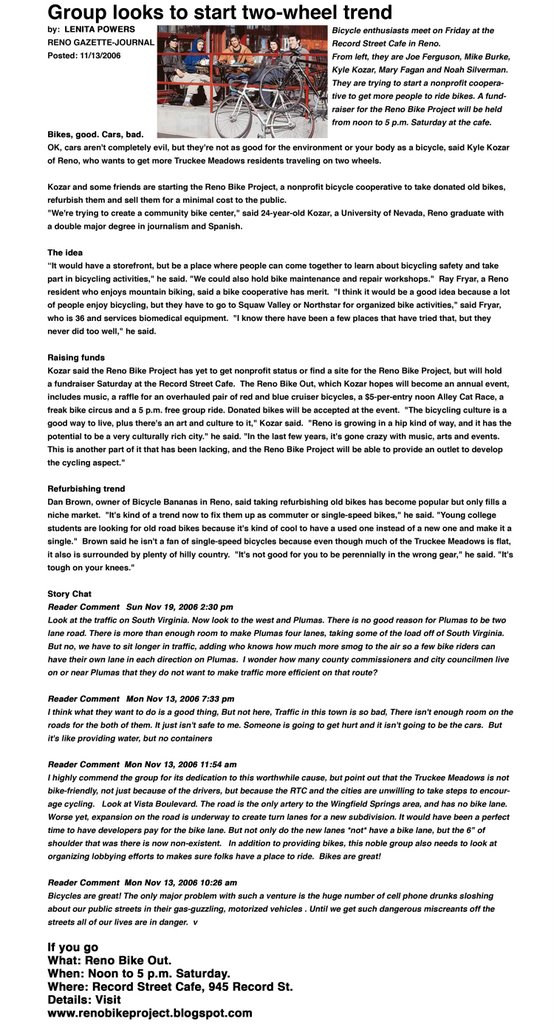 Group looks to start two-wheel trend
by: LENITA POWERS
RENO GAZETTE-JOURNAL
Posted: 11/13/2006
Bicycle enthusiasts meet on Friday at the
Record Street Cafe in Reno.
From left, they are Joe Ferguson, Mike Burke,
Kyle Kozar, Mary Fagan and Noah Silverman.
They are trying to start a nonprofit coopera-
tive to get more people to ride bikes. A fund-
raiser for the Reno Bike Project will be held
from noon to 5 p.m. Saturday at the cafe.
Bikes, good. Cars, bad.
OK, cars aren't completely evil, but they're not as good for the environment or your body as a bicycle, said Kyle Kozar
of Reno, who wants to get more Truckee Meadows residents traveling on two wheels.
Kozar and some friends are starting the Reno Bike Project, a nonprofit bicycle cooperative to take donated old bikes,
refurbish them and sell them for a minimal cost to the public.
"We're trying to create a community bike center," said 24-year-old Kozar, a University of Nevada, Reno graduate with
a double major degree in journalism and Spanish.
The idea
"It would have a storefront, but be a place where people can come together to learn about bicycling safety and take
part in bicycling activities," he said. "We could also hold bike maintenance and repair workshops." Ray Fryar, a Reno
resident who enjoys mountain biking, said a bike cooperative has merit. "I think it would be a good idea because a lot
of people enjoy bicycling, but they have to go to Squaw Valley or Northstar for organized bike activities," said Fryar,
who is 36 and services biomedical equipment. "I know there have been a few places that have tried that, but they
never did too well," he said.
Raising funds
Kozar said the Reno Bike Project has yet to get nonprofit status or find a site for the Reno Bike Project, but will hold
a fundraiser Saturday at the Record Street Cafe. The Reno Bike Out, which Kozar hopes will become an annual event,
includes music, a raffle for an overhauled pair of red and blue cruiser bicycles, a $5-per-entry noon Alley Cat Race, a
freak bike circus and a 5 p.m. free group ride. Donated bikes will be accepted at the event. "The bicycling culture is a
good way to live, plus there's an art and culture to it," Kozar said. "Reno is growing in a hip kind of way, and it has the
potential to be a very culturally rich city." he said. "In the last few years, it's gone crazy with music, arts and events.
This is another part of it that has been lacking, and the Reno Bike Project will be able to provide an outlet to develop
the cycling aspect."
Refurbishing trend
Dan Brown, owner of Bicycle Bananas in Reno, said taking refurbishing old bikes has become popular but only fills a
niche market. "It's kind of a trend now to fix them up as commuter or single-speed bikes," he said. "Young college
students are looking for old road bikes because it's kind of cool to have a used one instead of a new one and make it a
single." Brown said he isn't a fan of single-speed bicycles because even though much of the Truckee Meadows is flat,
it also is surrounded by plenty of hilly country. "It's not good for you to be perennially in the wrong gear," he said. "It's
tough on your knees."
Story Chat
Reader Comment Sun Nov 19, 2006 2:30 pm
Look at the traffic on South Virginia. Now look to the west and Plumas. There is no good reason for Plumas to be two
lane road. There is more than enough room to make Plumas four lanes, taking some of the load off of South Virginia.
But no, we have to sit longer in traffic, adding who knows how much more smog to the air so a few bike riders can
have their own lane in each direction on Plumas. I wonder how many county commissioners and city councilmen live
on or near Plumas that they do not want to make traffic more efficient on that route?
Reader Comment Mon Nov 13, 2006 7:33 pm
I think what they want to do is a good thing, But not here, Traffic in this town is so bad, There isn't enough room on the
roads for the both of them. It just isn't safe to me. Someone is going to get hurt and it isn't going to be the cars. But
it's like providing water, but no containers
Reader Comment Mon Nov 13, 2006 11:54 am
I highly commend the group for its dedication to this worthwhile cause, but point out that the Truckee Meadows is not
bike-friendly, not just because of the drivers, but because the RTC and the cities are unwilling to take steps to encour-
age cycling. Look at Vista Boulevard. The road is the only artery to the Wingfield Springs area, and has no bike lane.
Worse yet, expansion on the road is underway to create turn lanes for a new subdivision. It would have been a perfect
time to have developers pay for the bike lane. But not only do the new lanes *not* have a bike lane, but the 6" of
shoulder that was there is now non-existent. In addition to providing bikes, this noble group also needs to look at
organizing lobbying efforts to makes sure folks have a place to ride. Bikes are great!
Reader Comment Mon Nov 13, 2006 10:26 am
Bicycles are great! The only major problem with such a venture is the huge number of cell phone drunks sloshing
about our public streets in their gas-guzzling, motorized vehicles . Until we get such dangerous miscreants off the
streets all of our lives are in danger. v
If you go
What: Reno Bike Out.
When: Noon to 5 p.m. Saturday.
Where: Record Street Cafe, 945 Record St.
Details: Visit
www.renobikeproject.blogspot.com